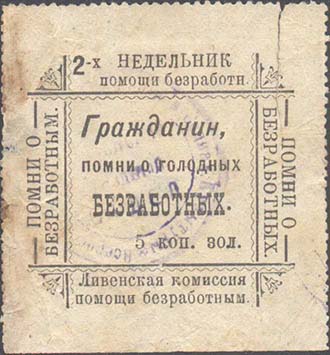 2-х НЕДЕЛЬНИК
помощи безработн.
ПОМНИ О
БЕЗРАБОТНЫМ.
Гражданин,
помни о голодных
БЕЗРАБОТНЫХ.
5 коп. зол.
ПОМНИ О
БЕЗРАБОТНЫХ.
Ливенская комиссия
помощи безработным.